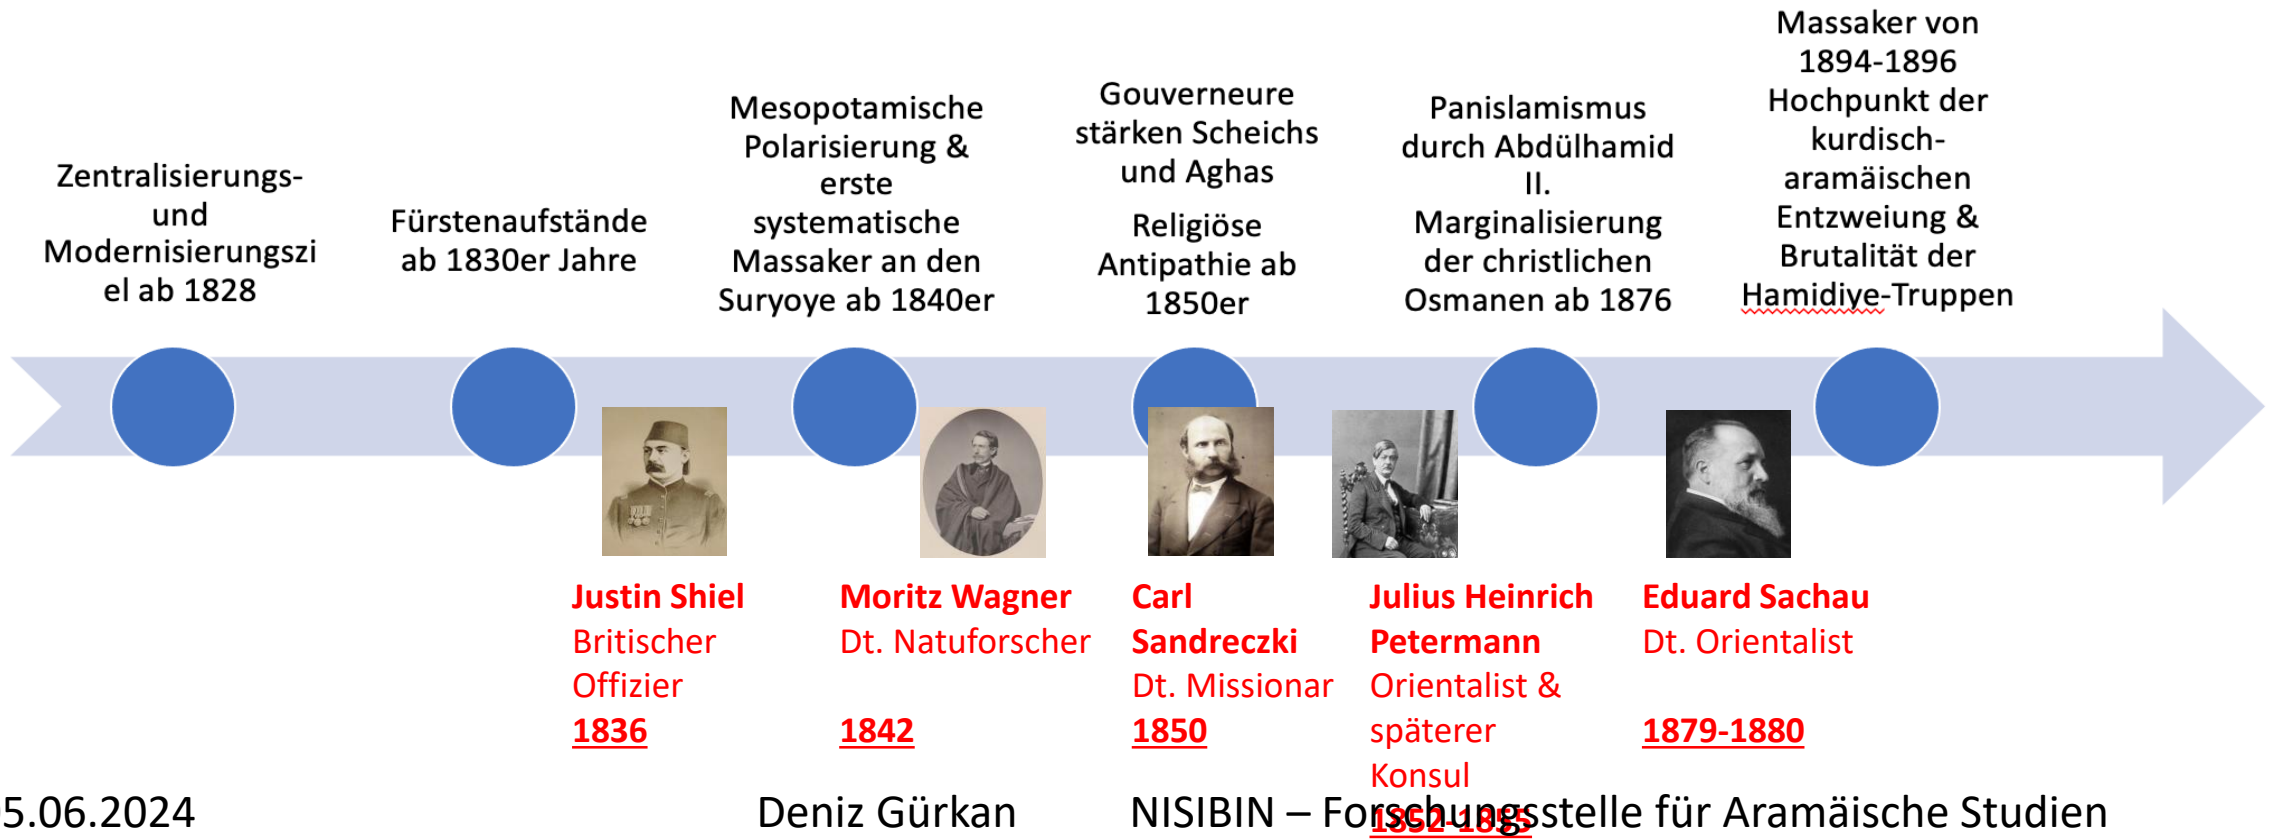 Zentralisierungs-
und
Modernisierungszi
el ab 1828
Fürstenaufstände
ab 1830er Jahre
Mesopotamische
Polarisierung &
erste
systematische
Massaker an den
Suryoye ab 1840er
Gouverneure
stärken Scheichs
und Aghas
Religiöse
Antipathie ab
1850er
Panislamismus
durch Abdülhamid
II.
Marginalisierung
der christlichen
Osmanen ab 1876
Massaker von
1894-1896
Hochpunkt der
kurdisch-
aramäischen
Entzweiung &
Brutalität der
Hamidiye-Truppen
Justin Shiel
Britischer
Offizier
1836
Moritz Wagner
Dt. Natuforscher
1842
Carl
Sandreczki
Dt. Missionar
1850
Julius Heinrich
Petermann
Orientalist &
späterer
Konsul
1852-1855
Eduard Sachau
Dt. Orientalist
1879-1880
5.06.2024
Deniz Gürkan
NISIBIN – Forschungsstelle für Aramäische Studien